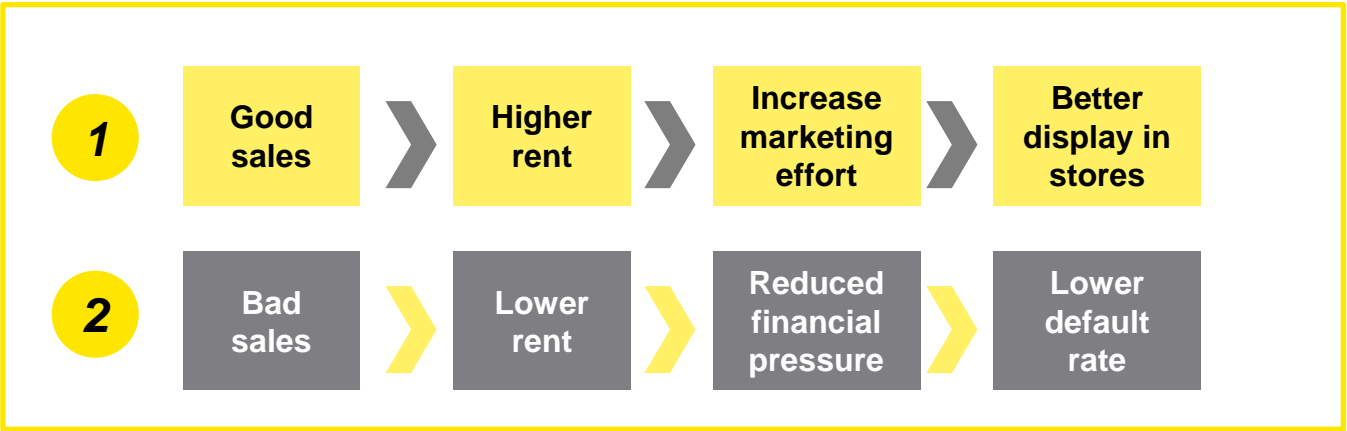 1
Good
sales
Higher
rent
Increase
marketing
effort
Better
display in
stores
2
Bad
sales
Lower
rent
Reduced
financial
pressure
Lower
default
rate